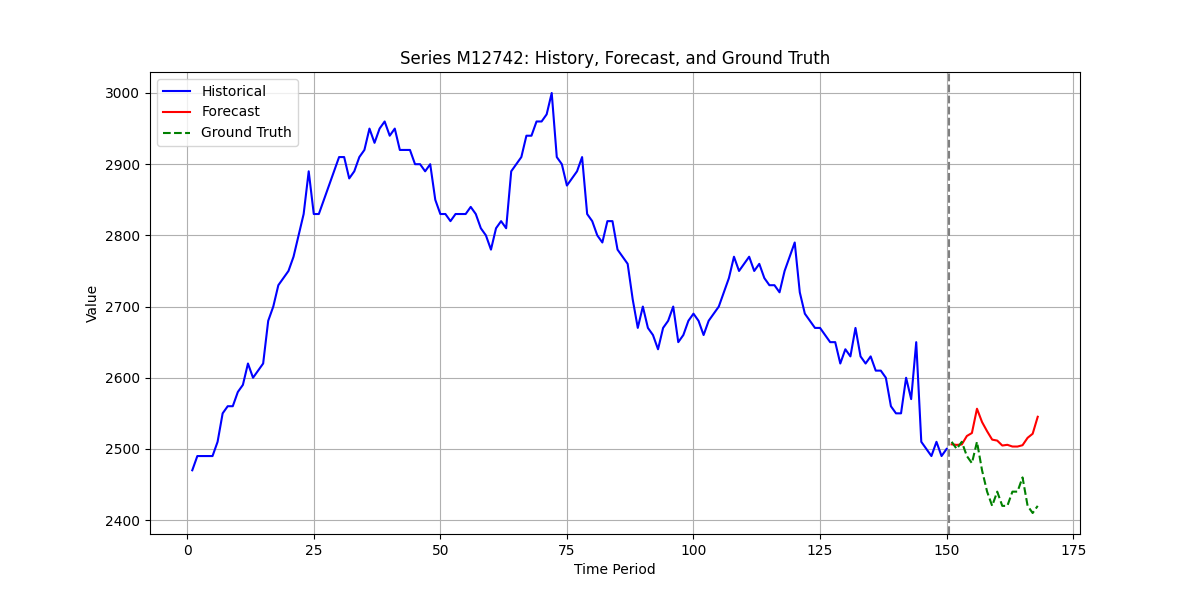 Series M12742: History, Forecast, and Ground Truth
Historical
Forecast
Ground Truth
3000
2900
2800
2700
2600
2500
2400
Value
0 25 50 75 100 125 150 175
Time Period